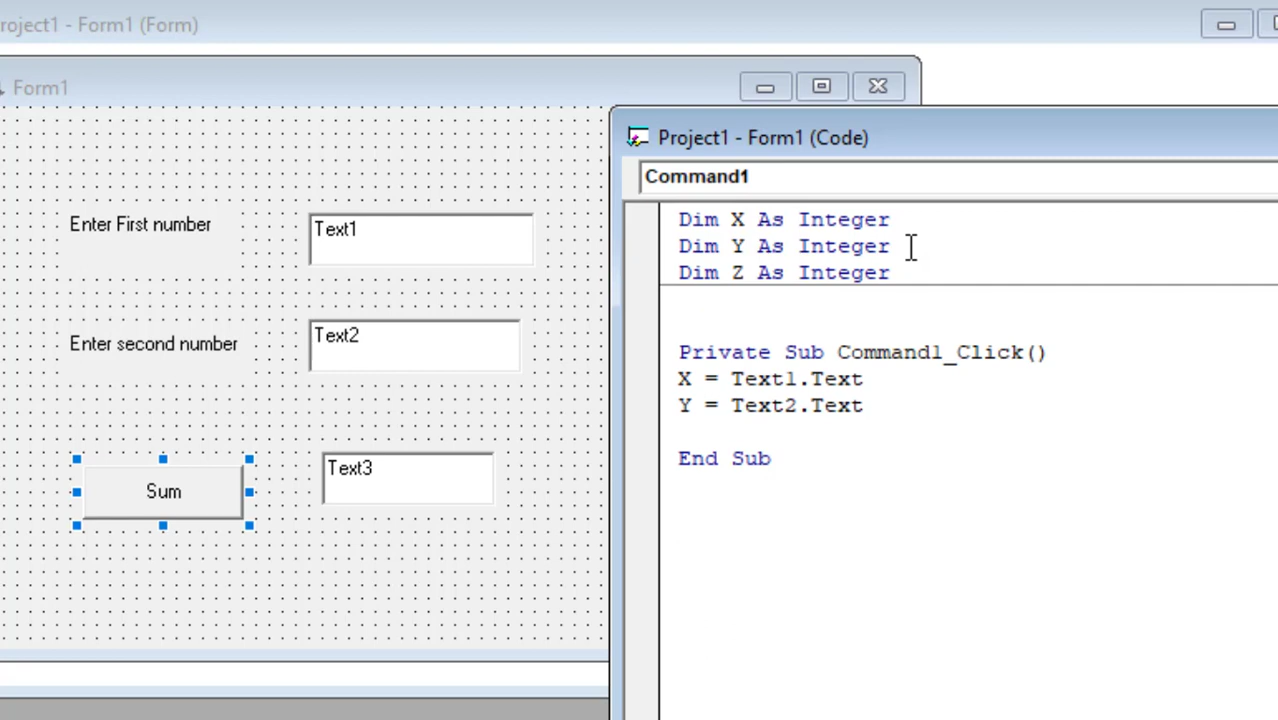 roject1 - Form1 (Form)
Form1
Enter First number
Text1
Enter second number
Text2
Sum
Text3
Project1 - Form1 (Code)
Command1
Dim X As Integer
Dim Y As Integer
Dim Z As Integer
Private Sub Command1_Click()
X = Text1.Text
Y = Text2.Text
End Sub